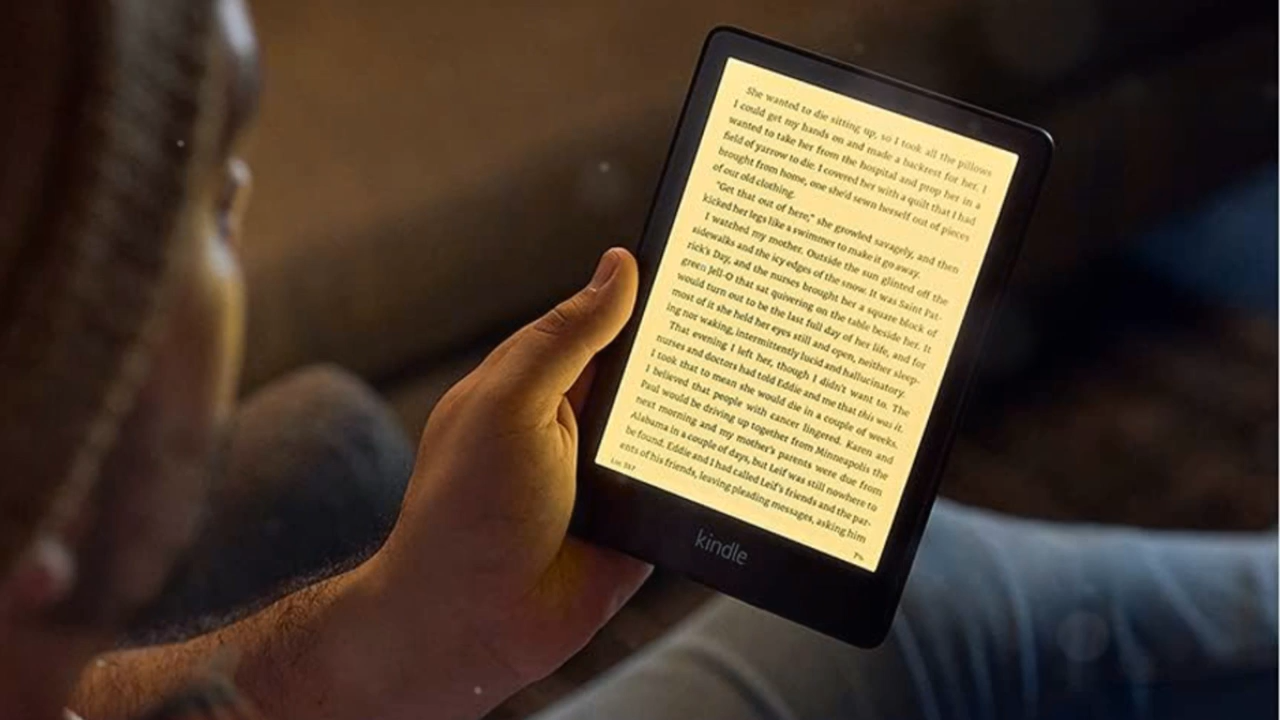 She wanted to die sitting up, so I took all the pillows
I could get my hands on and made a backrest for her. I
wanted to take her from the hospital and prop her in a
field of yarrow to die. I covered her with a quilt that I had
brought from home, one she'd sewn herself out of pieces
of our old clothing.
"Get that out of here," she growled savagely, and then
kicked her legs like a swimmer to make it go away.
I watched my mother. Outside the sun glinted off the
sidewalks and the icy edges of the snow. It was Saint Pat-
rick's Day, and the nurses brought her a square block of
green Jell-O that sat quivering on the table beside her. It
would turn out to be the last full day of her life, and for
most of it she held her eyes still and open, neither sleep-
ing nor waking, intermittently lucid and hallucinatory.
That evening I left her, though I didn't want to. The
nurses and doctors had told Eddie and me that this was it.
I took that to mean she would die in a couple of weeks.
I believed that people with cancer lingered. Karen and
Paul would be driving up together from Minneapolis the
next morning and my mother's parents were due from
Alabama in a couple of days, but Leif was still nowhere to
be found. Eddie and I had called Leif's friends and the par-
ents of his friends, leaving pleading messages, asking him
Loc 357
7%
kindle